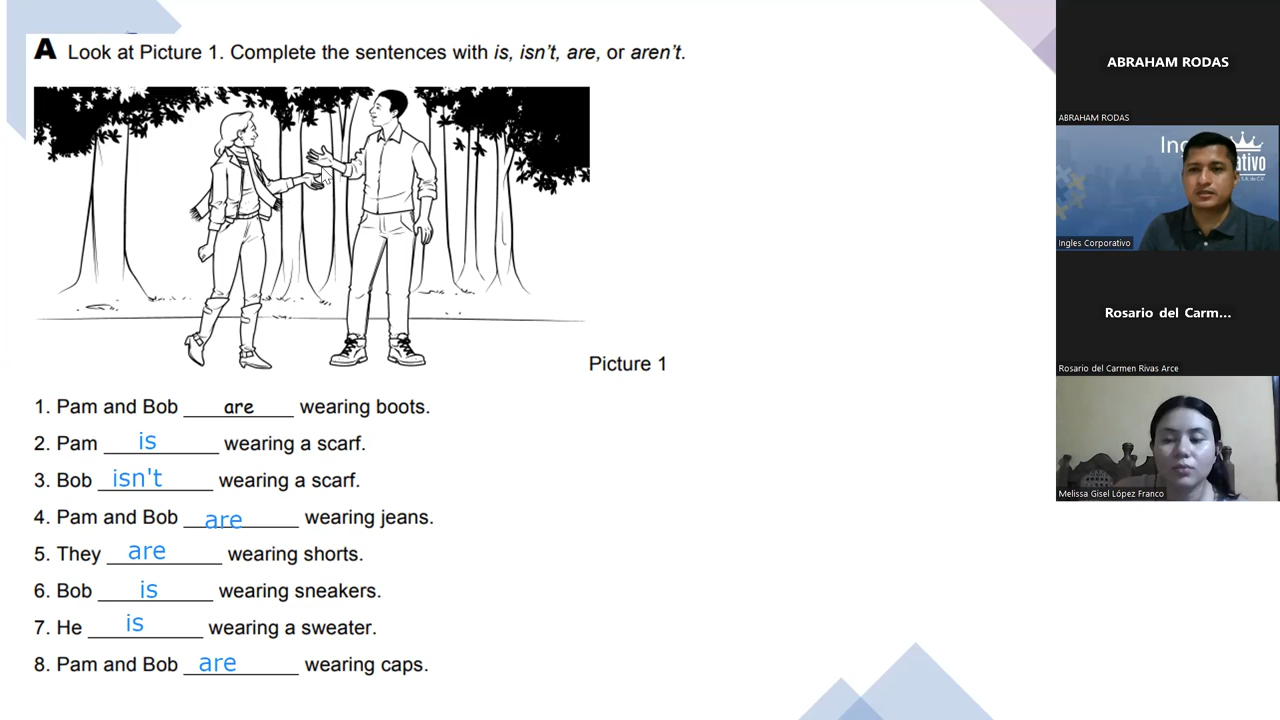 A Look at Picture 1. Complete the sentences with is, isn't, are, or aren't.
Picture 1
1. Pam and Bob are wearing boots.
2. Pam is wearing a scarf.
3. Bob isn't wearing a scarf.
4. Pam and Bob are wearing jeans.
5. They are wearing shorts.
6. Bob is wearing sneakers.
7. He is wearing a sweater.
8. Pam and Bob are wearing caps.
ABRAHAM RODAS
ABRAHAM RODAS
Ingles Corporativo
Rosario del Carm...
Rosario del Carmen Rivas Arce
Melissa Gisel López Franco